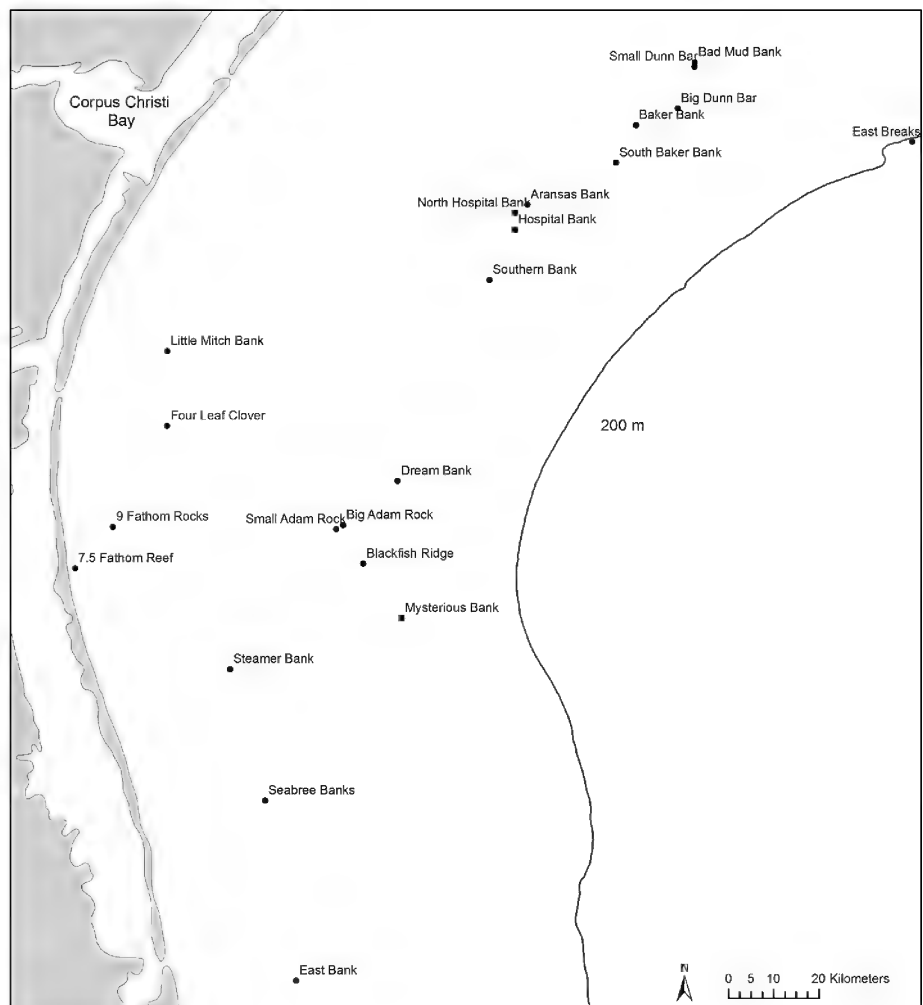 Small Dunn Bar
Bad Mud Bank
Corpus Christi
Bay
Big Dunn Bar
Baker Bank
East Breaks
South Baker Bank
Aransas Bank
North Hospital Bank
Hospital Bank
Southern Bank
Little Mitch Bank
Four Leaf Clover
200 m
Dream Bank
9 Fathom Rocks
Small Adam Rock
Big Adam Rock
7.5 Fathom Reef
Blackfish Ridge
Mysterious Bank
Steamer Bank
Seabree Banks
East Bank
N
0 5 10 20 Kilometers